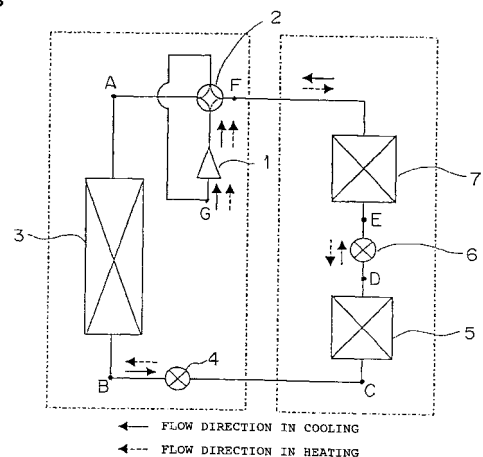 2
A
F
1
7
G
3
E
6
D
5
4
B
C
FLOW DIRECTION IN COOLING
FLOW DIRECTION IN HEATING